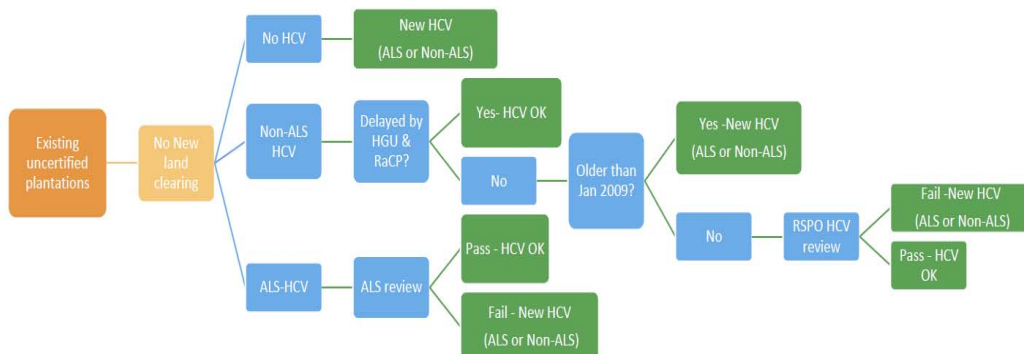 Existing
uncertified
plantations
No New
land
clearing
No HCV
New HCV
(ALS or Non-ALS)
Non-ALS
HCV
Delayed by
HGU &
RaCP?
Yes- HCV OK
No
Older than
Jan 2009?
Yes -New HCV
(ALS or Non-ALS)
No
RSPO HCV
review
Fail -New HCV
(ALS or Non-ALS)
Pass - HCV
OK
ALS-HCV
ALS review
Pass - HCV OK
Fail - New HCV
(ALS or Non-ALS)